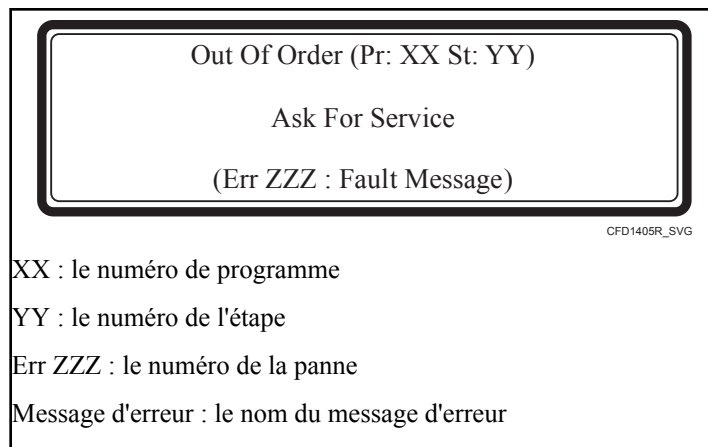 Out Of Order (Pr: XX St: YY)
Ask For Service
(Err ZZZ : Fault Message)
CFD1405R_SVG
XX : le numéro de programme
YY : le numéro de l'étape
Err ZZZ : le numéro de la panne
Message d'erreur : le nom du message d'erreur